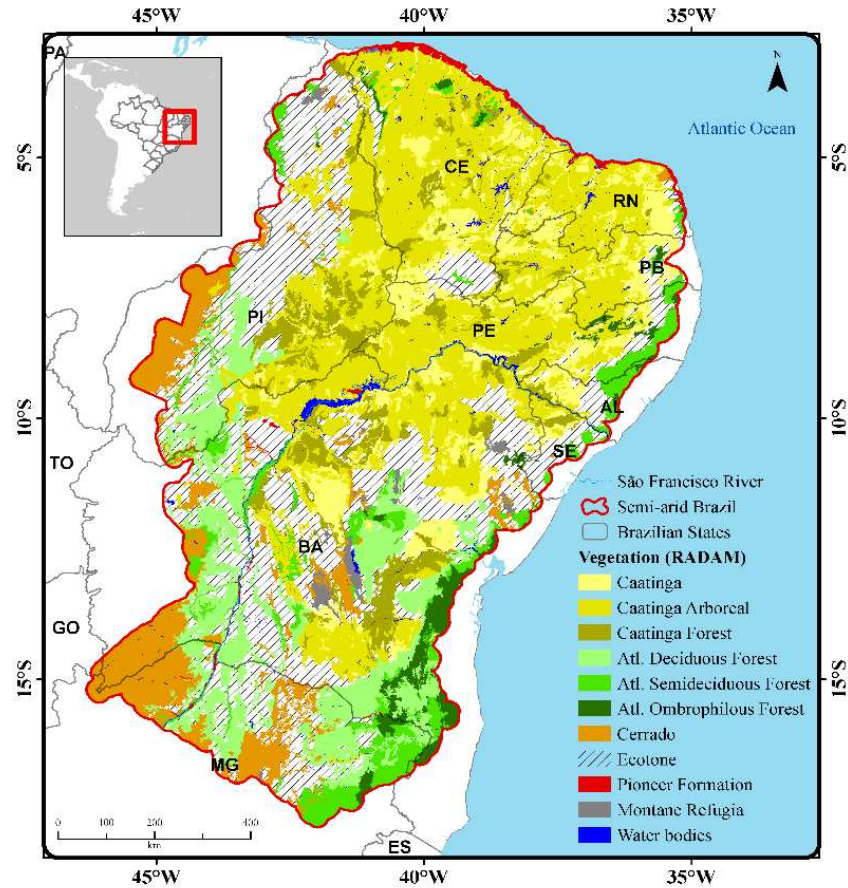 45°W 40°W 35°W
PA
N
Atlantic Ocean
5°S 5°S
CE
RN
PB
PI
PE
10°S 10°S
AL
SE
TO
BA
GO
15°S 15°S
MG
ES
São Francisco River
Semi-arid Brazil
Brazilian States
Vegetation (RADAM)
Caatinga
Caatinga Arboreal
Caatinga Forest
Atl. Deciduous Forest
Atl. Semideciduous Forest
Atl. Ombrophilous Forest
Cerrado
Ecotone
Pioneer Formation
Montane Refugia
Water bodies
0 100 200 400
km
45°W 40°W 35°W